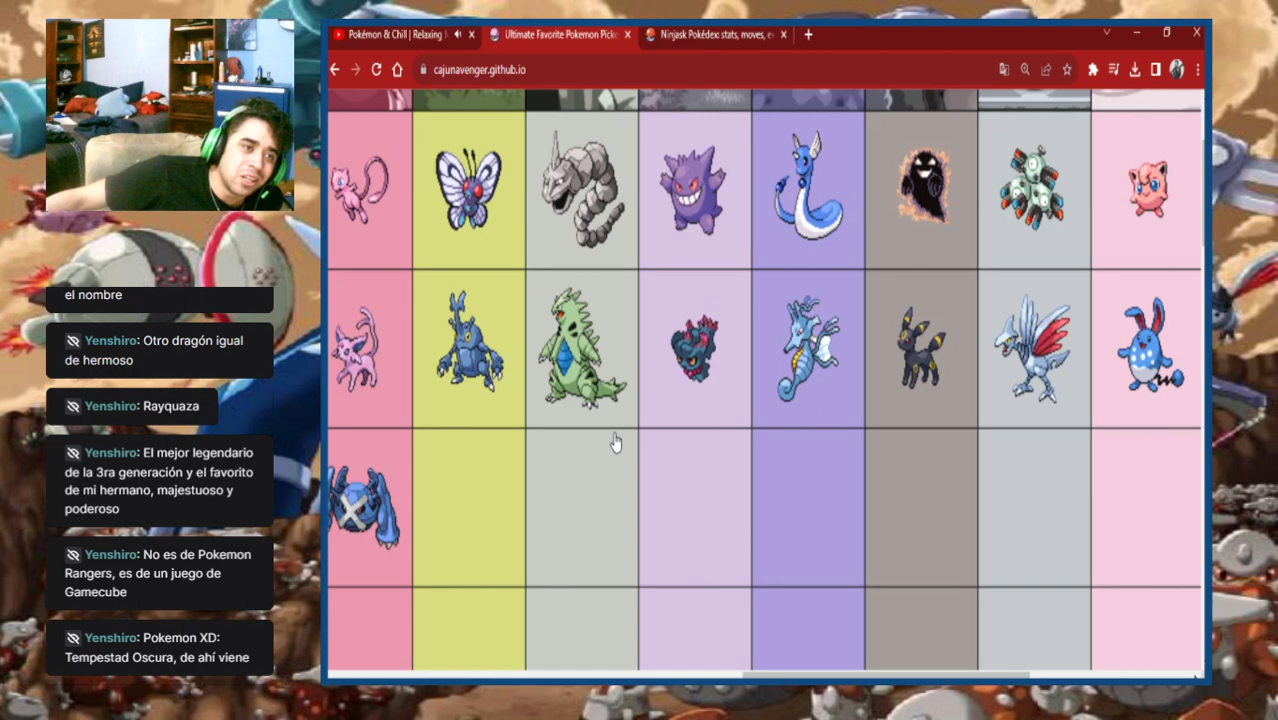 Pokémon & Chill | Relaxing
Ultimate Favorite Pokemon Picke
Ninjask Pokédex: stats, moves, e
cajunavenger.github.io
el nombre
Yenshiro: Otro dragón igual
de hermoso
Yenshiro: Rayquaza
Yenshiro: El mejor legendario
de la 3ra generación y el favorito
de mi hermano, majestuoso y
poderoso
Yenshiro: No es de Pokemon
Rangers, es de un juego de
Gamecube
Yenshiro: Pokemon XD:
Tempestad Oscura, de ahí viene